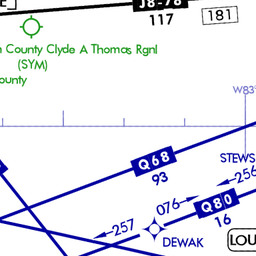 J8-78
117
181
County Clyde A Thomas Rgnl
(SYM)
ounty
W83°
Q68
93
STEWS
256
076
Q80
16
257
DEWAK
LOU